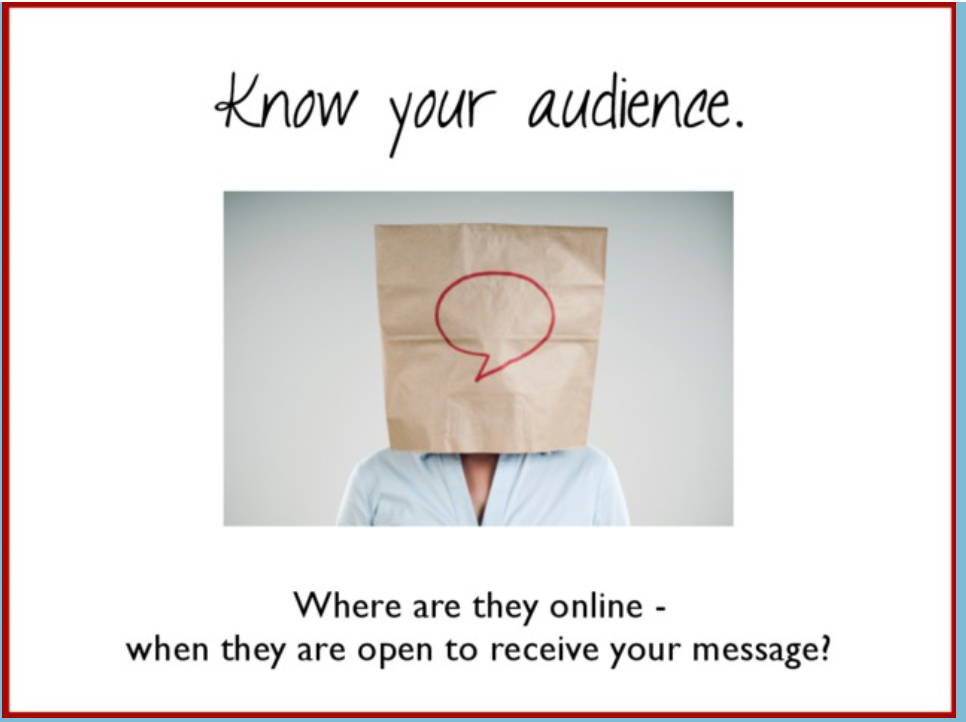 Know your audience.
Where are they online -
when they are open to receive your message?